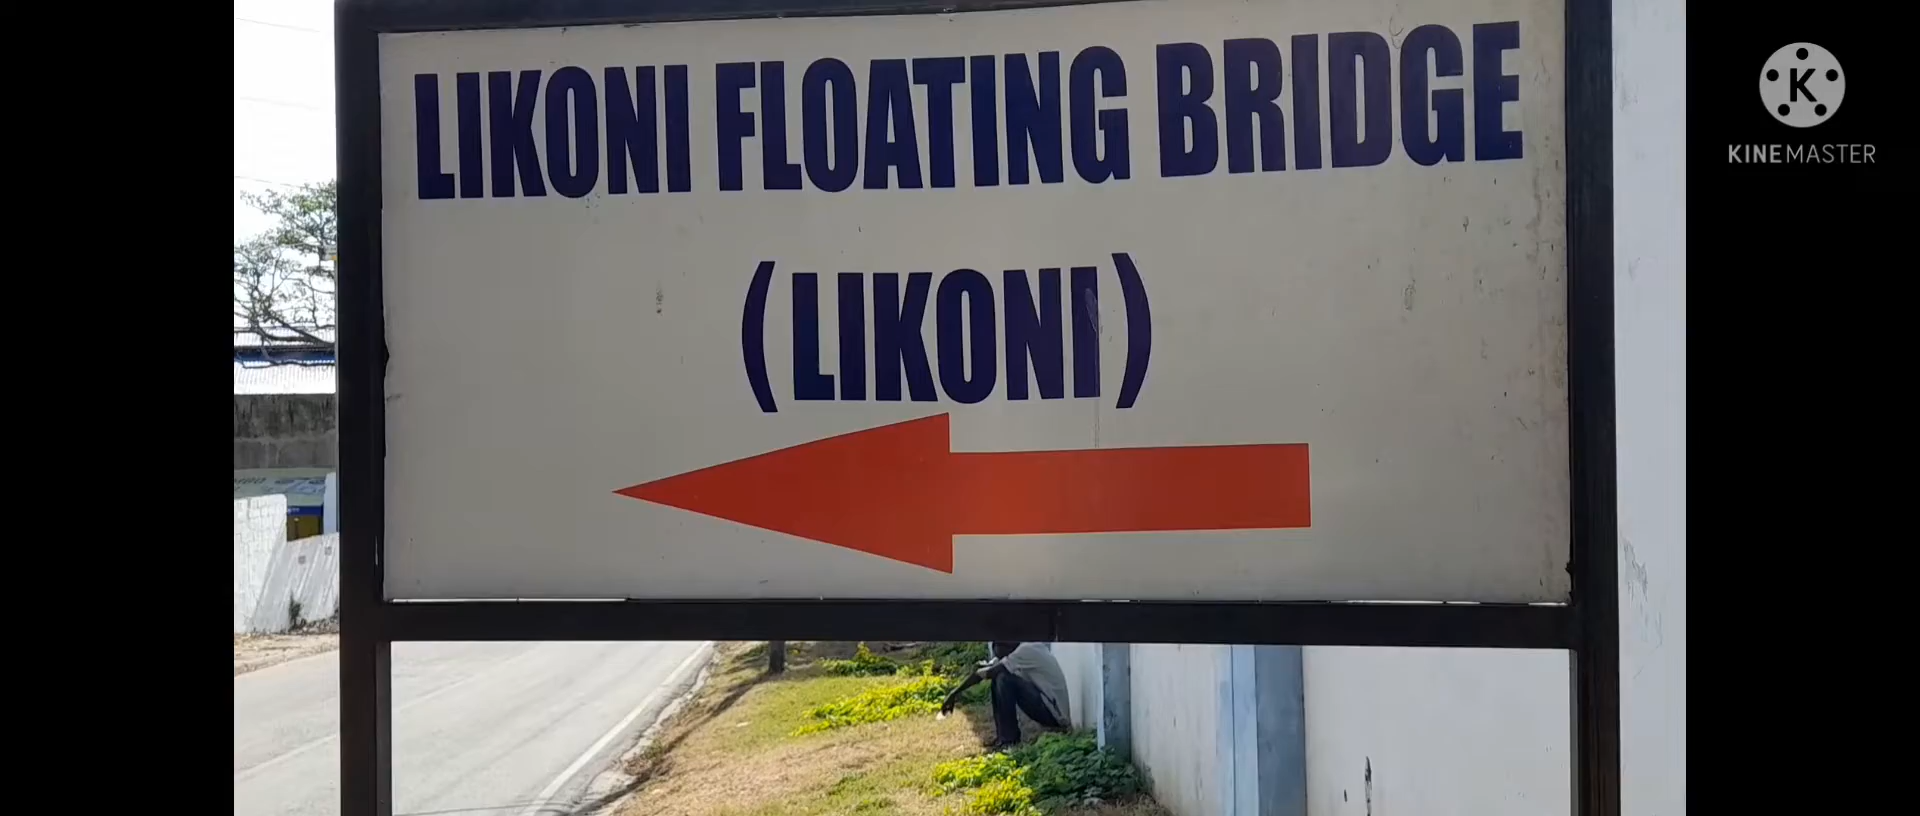 LIKONI FLOATING BRIDGE
(LIKONI)
K
KINEMASTER